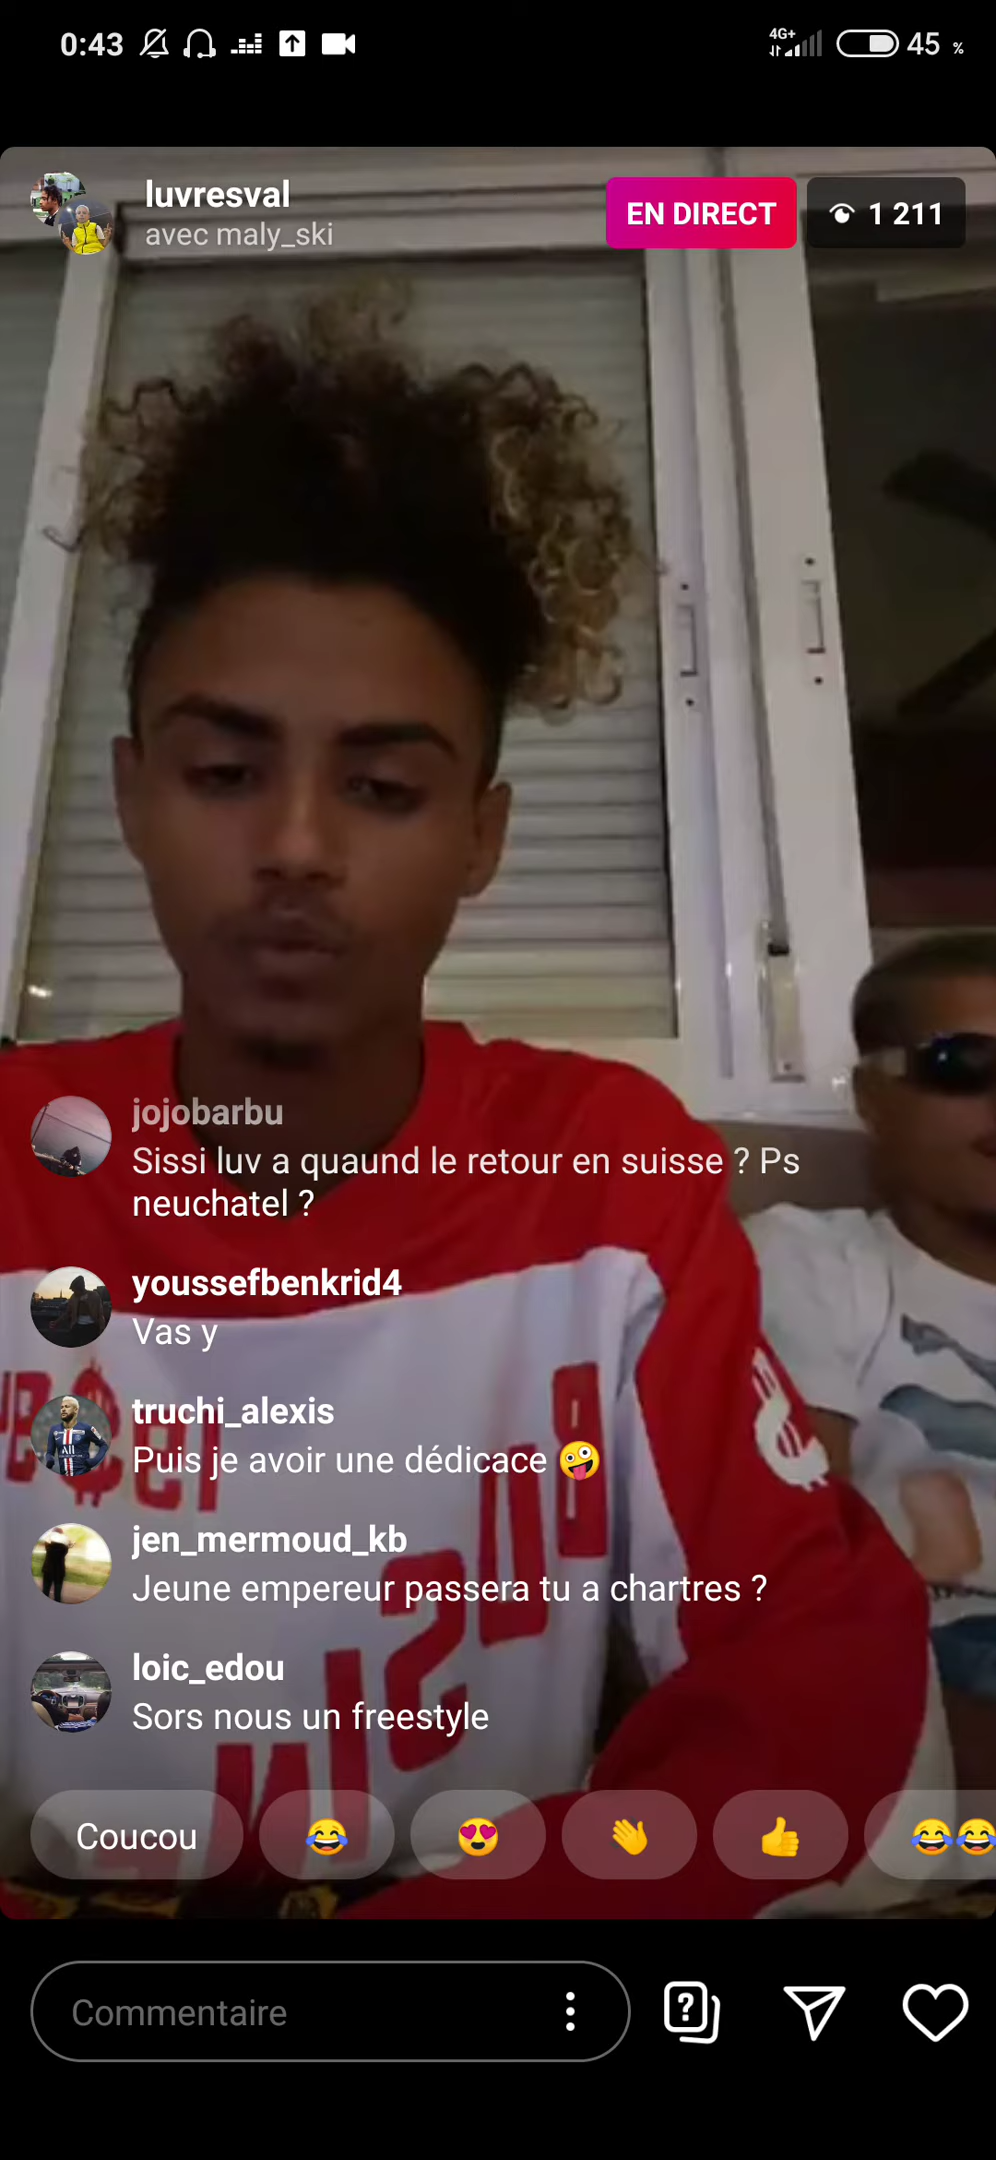 0:43
4G+
45 %
luvresval
avec maly_ski
EN DIRECT
1 211
jojobarbu
Sissi luv a quaund le retour en suisse ? Ps
neuchatel ?
youssefbenkrid4
Vas y
truchi_alexis
Puis je avoir une dédicace 🤪
jen_mermoud_kb
Jeune empereur passera tu a chartres ?
loic_edou
Sors nous un freestyle
Coucou 😂 😍 👋 👍 😂😂
Commentaire